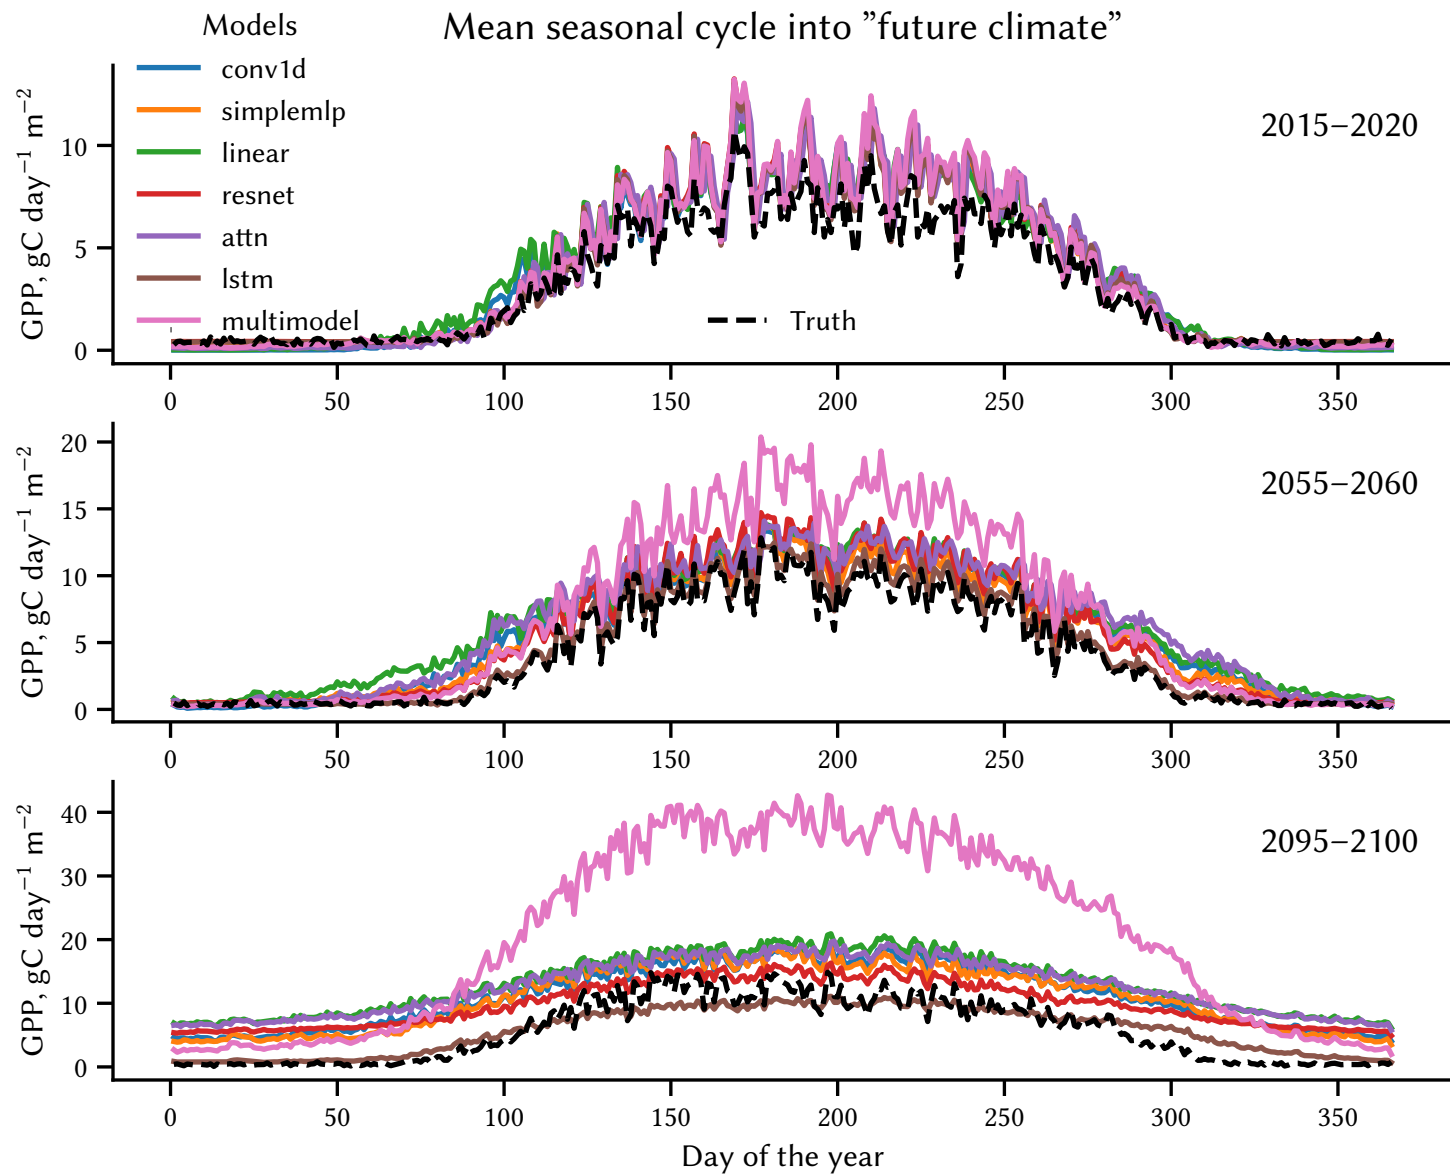 Models
Mean seasonal cycle into ”future climate”
conv1d
simplemlp
linear
resnet
attn
lstm
multimodel
Truth
2015–2020
GPP, gC day−1 m−2
10
5
0
0 50 100 150 200 250 300 350
2055–2060
GPP, gC day−1 m−2
20
15
10
5
0
0 50 100 150 200 250 300 350
2095–2100
GPP, gC day−1 m−2
40
30
20
10
0
0 50 100 150 200 250 300 350
Day of the year